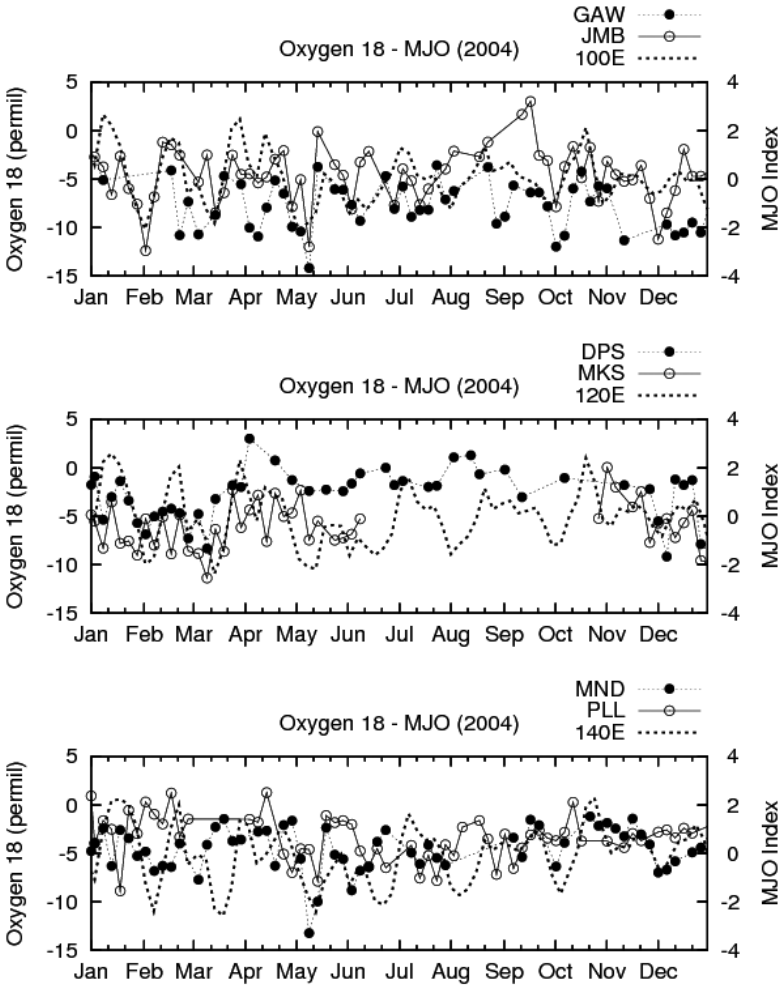 GAW
Oxygen 18 - MJO (2004)
JMB
100E
5
4
0
2
-5
0
-10
-2
-15
-4
Oxygen 18 (permil)
MJO Index
Jan Feb Mar Apr May Jun Jul Aug Sep Oct Nov Dec
DPS
Oxygen 18 - MJO (2004)
MKS
120E
5
4
0
2
-5
0
-10
-2
-15
-4
Oxygen 18 (permil)
MJO Index
Jan Feb Mar Apr May Jun Jul Aug Sep Oct Nov Dec
MND
Oxygen 18 - MJO (2004)
PLL
140E
5
4
0
2
-5
0
-10
-2
-15
-4
Oxygen 18 (permil)
MJO Index
Jan Feb Mar Apr May Jun Jul Aug Sep Oct Nov Dec